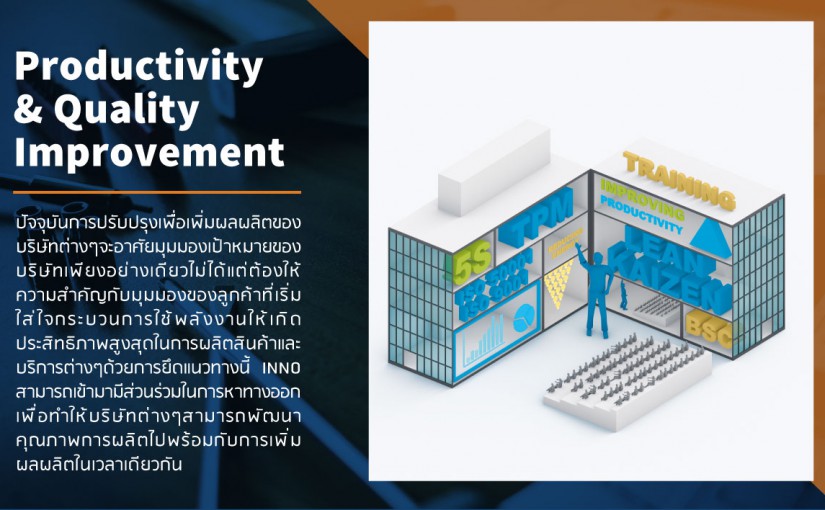 Productivity
& Quality
Improvement
ปัจจุบันการปรับปรุงเพื่อเพิ่มผลผลิตของ
บริษัทต่างๆจะอาศัยมุมมองเป้าหมายของ
บริษัทเพียงอย่างเดียวไม่ได้แต่ต้องให้
ความสำคัญกับมุมมองของลูกค้าที่เริ่ม
ใส่ใจกระบวนการใช้พลังงานให้เกิด
ประสิทธิภาพสูงสุดในการผลิตสินค้าและ
บริการต่างๆด้วยการยึดแนวทางนี้ INNO
สามารถเข้ามามีส่วนร่วมในการหาทางออก
เพื่อทำให้บริษัทต่างๆสามารถพัฒนา
คุณภาพการผลิตไปพร้อมกับการเพิ่ม
ผลผลิตในเวลาเดียวกัน
TRAINING
IMPROVING
PRODUCTIVITY
5S
TPM
LEAN
KAIZEN
BSC